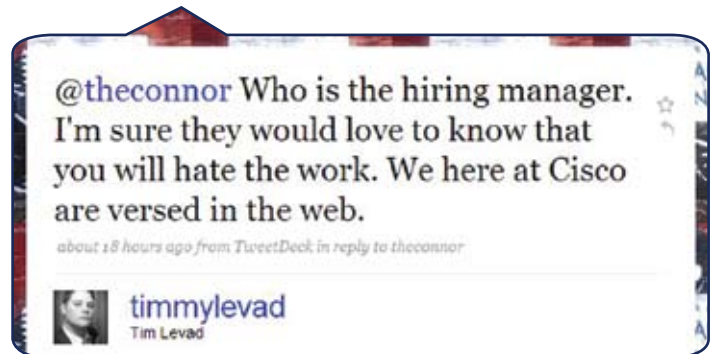 @theconnor Who is the hiring manager.
I'm sure they would love to know that
you will hate the work. We here at Cisco
are versed in the web.
about 18 hours ago from TweetDeck in reply to theconnor
timmylevad
Tim Levad